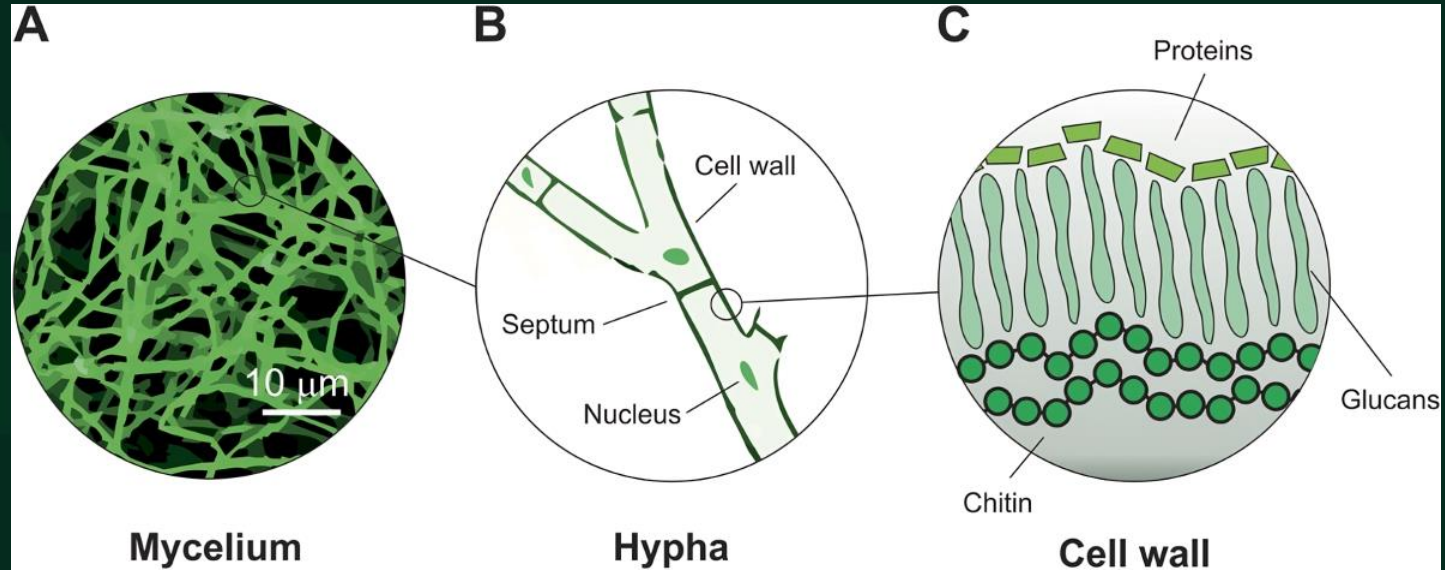 A
10 μm
Mycelium
B
Cell wall
Septum
Nucleus
Hypha
C
Proteins
Glucans
Chitin
Cell wall